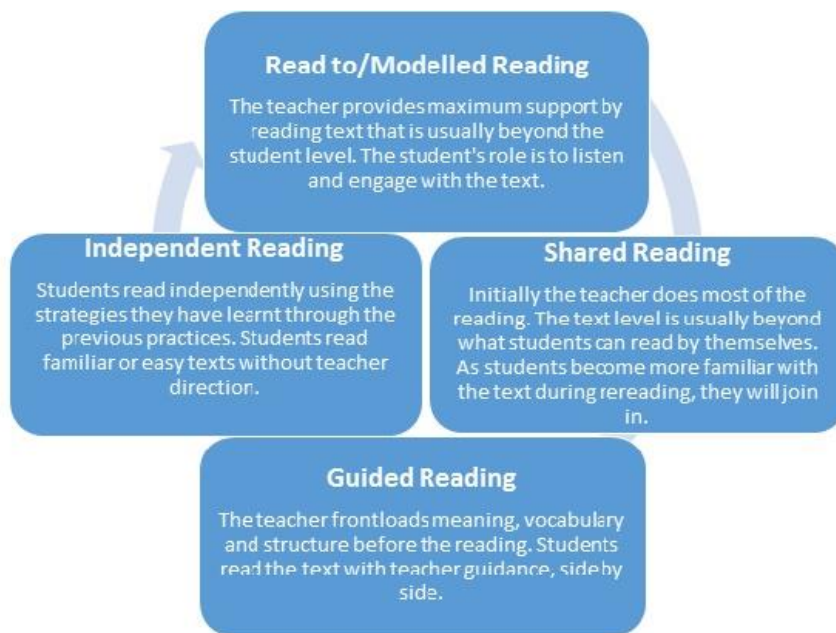 Read to/Modelled Reading
The teacher provides maximum support by
reading text that is usually beyond the
student level. The student's role is to listen
and engage with the text.
Independent Reading
Students read independently using the
strategies they have learnt through the
previous practices. Students read
familiar or easy texts without teacher
direction.
Shared Reading
Initially the teacher does most of the
reading. The text level is usually beyond
what students can read by themselves.
As students become more familiar with
the text during rereading, they will join
in.
Guided Reading
The teacher frontloads meaning, vocabulary
and structure before the reading. Students
read the text with teacher guidance, side by
side.